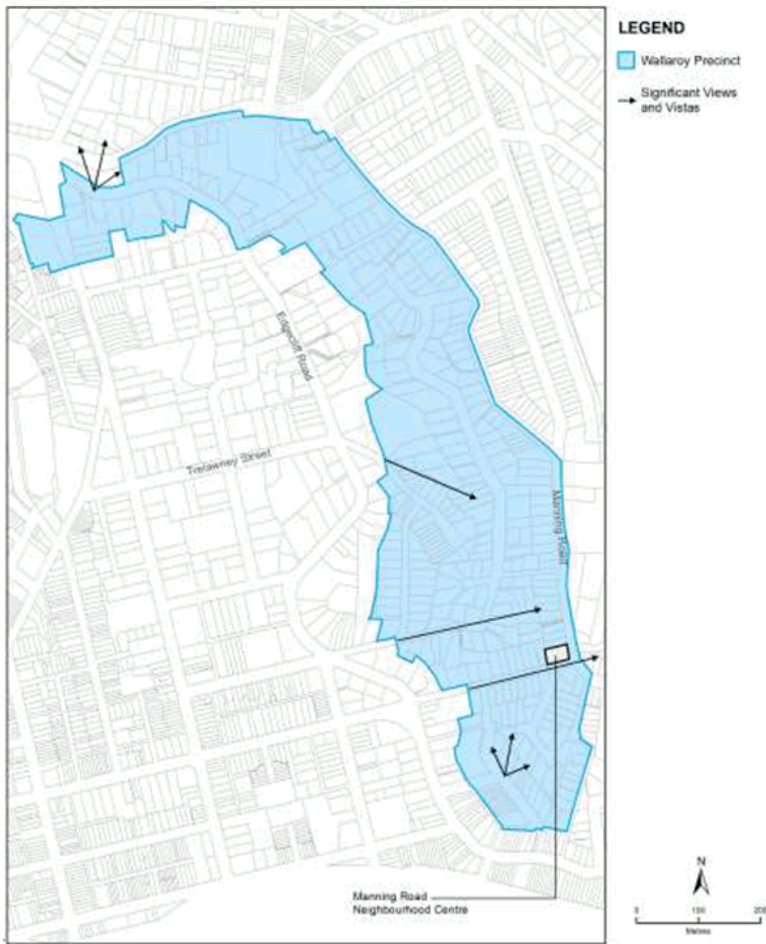 LEGEND
Wallaroy Precinct
Significant Views
and Vistas
Edgecliff Road
Trelawney Street
Manning Road
Manning Road
Neighbourhood Centre
N
0 100 200
Metres